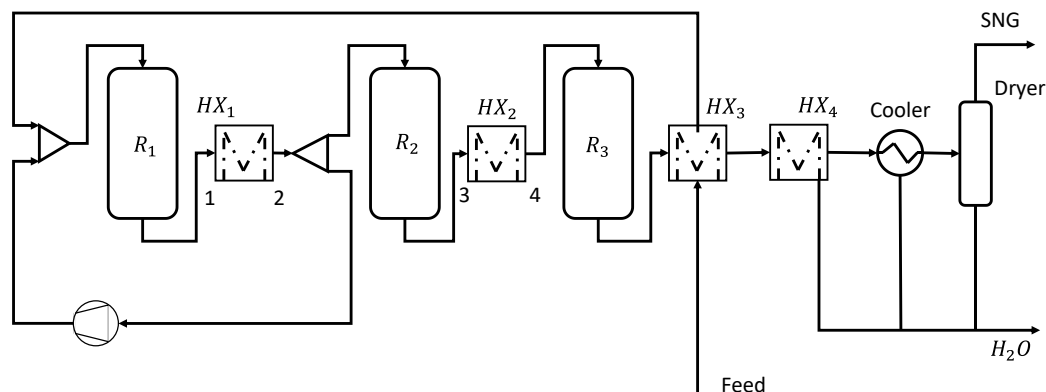 SNG
HX₁
HX₂
HX₃
HX₄
Cooler
Dryer
R₁
R₂
R₃
1
2
3
4
H₂O
Feed